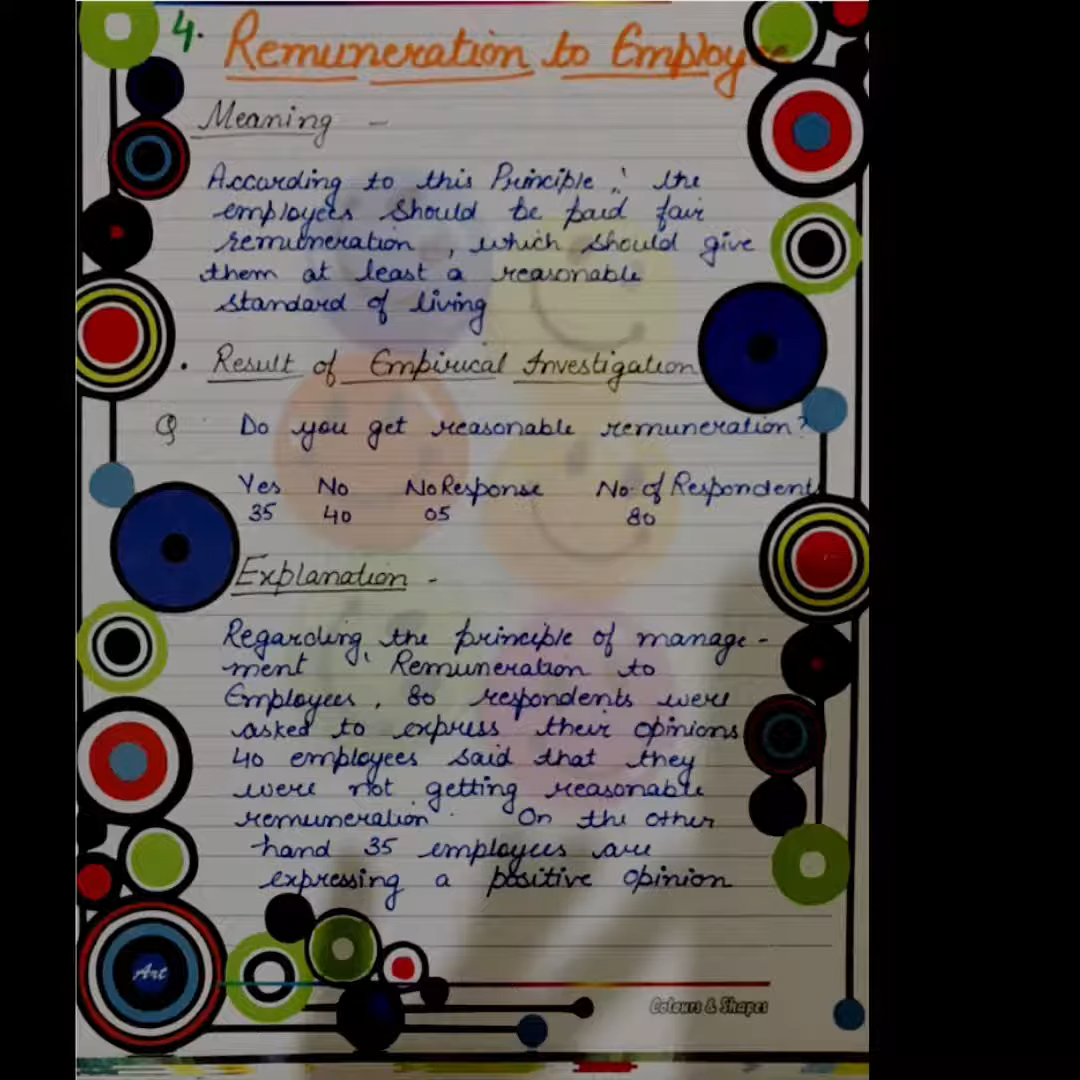 4. Remuneration to Employee
Meaning -
According to this Principle, the
employees should be paid fair
remuneration, which should give
them at least a reasonable
standard of living
. Result of Empirical Investigation
Q Do you get reasonable remuneration?
Yes No No Response No. of Respondent
35 40 05 80
Explanation -
Regarding the principle of manage-
ment, Remuneration to
Employees, 80 respondents were
asked to express their opinions
40 employees said that they
were not getting reasonable
remuneration. On the other
hand 35 employees are
expressing a positive opinion
Art
Colours & Shapes